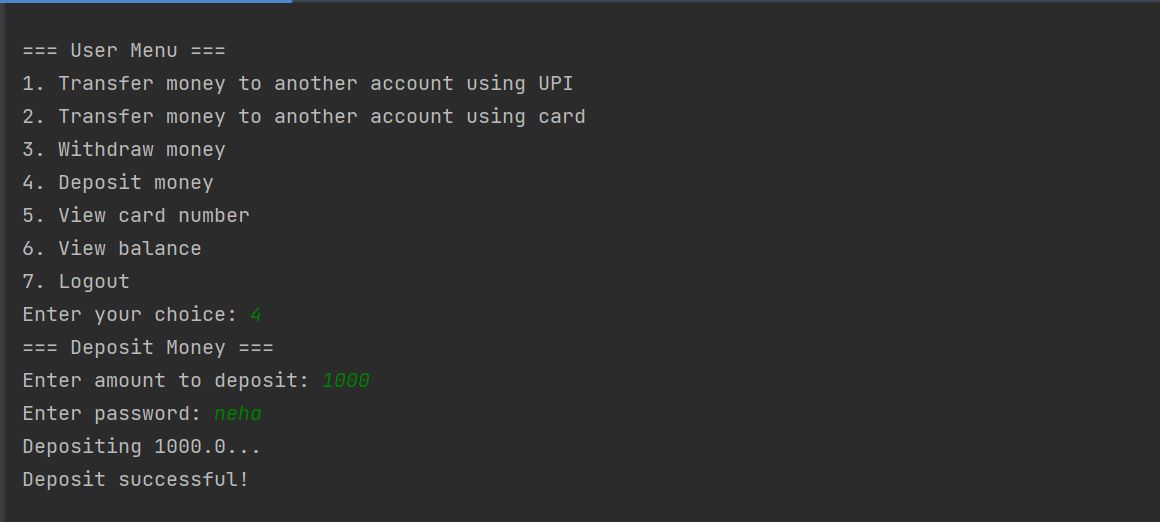 === User Menu ===
1. Transfer money to another account using UPI
2. Transfer money to another account using card
3. Withdraw money
4. Deposit money
5. View card number
6. View balance
7. Logout
Enter your choice: 4
=== Deposit Money ===
Enter amount to deposit: 1000
Enter password: neha
Depositing 1000.0...
Deposit successful!